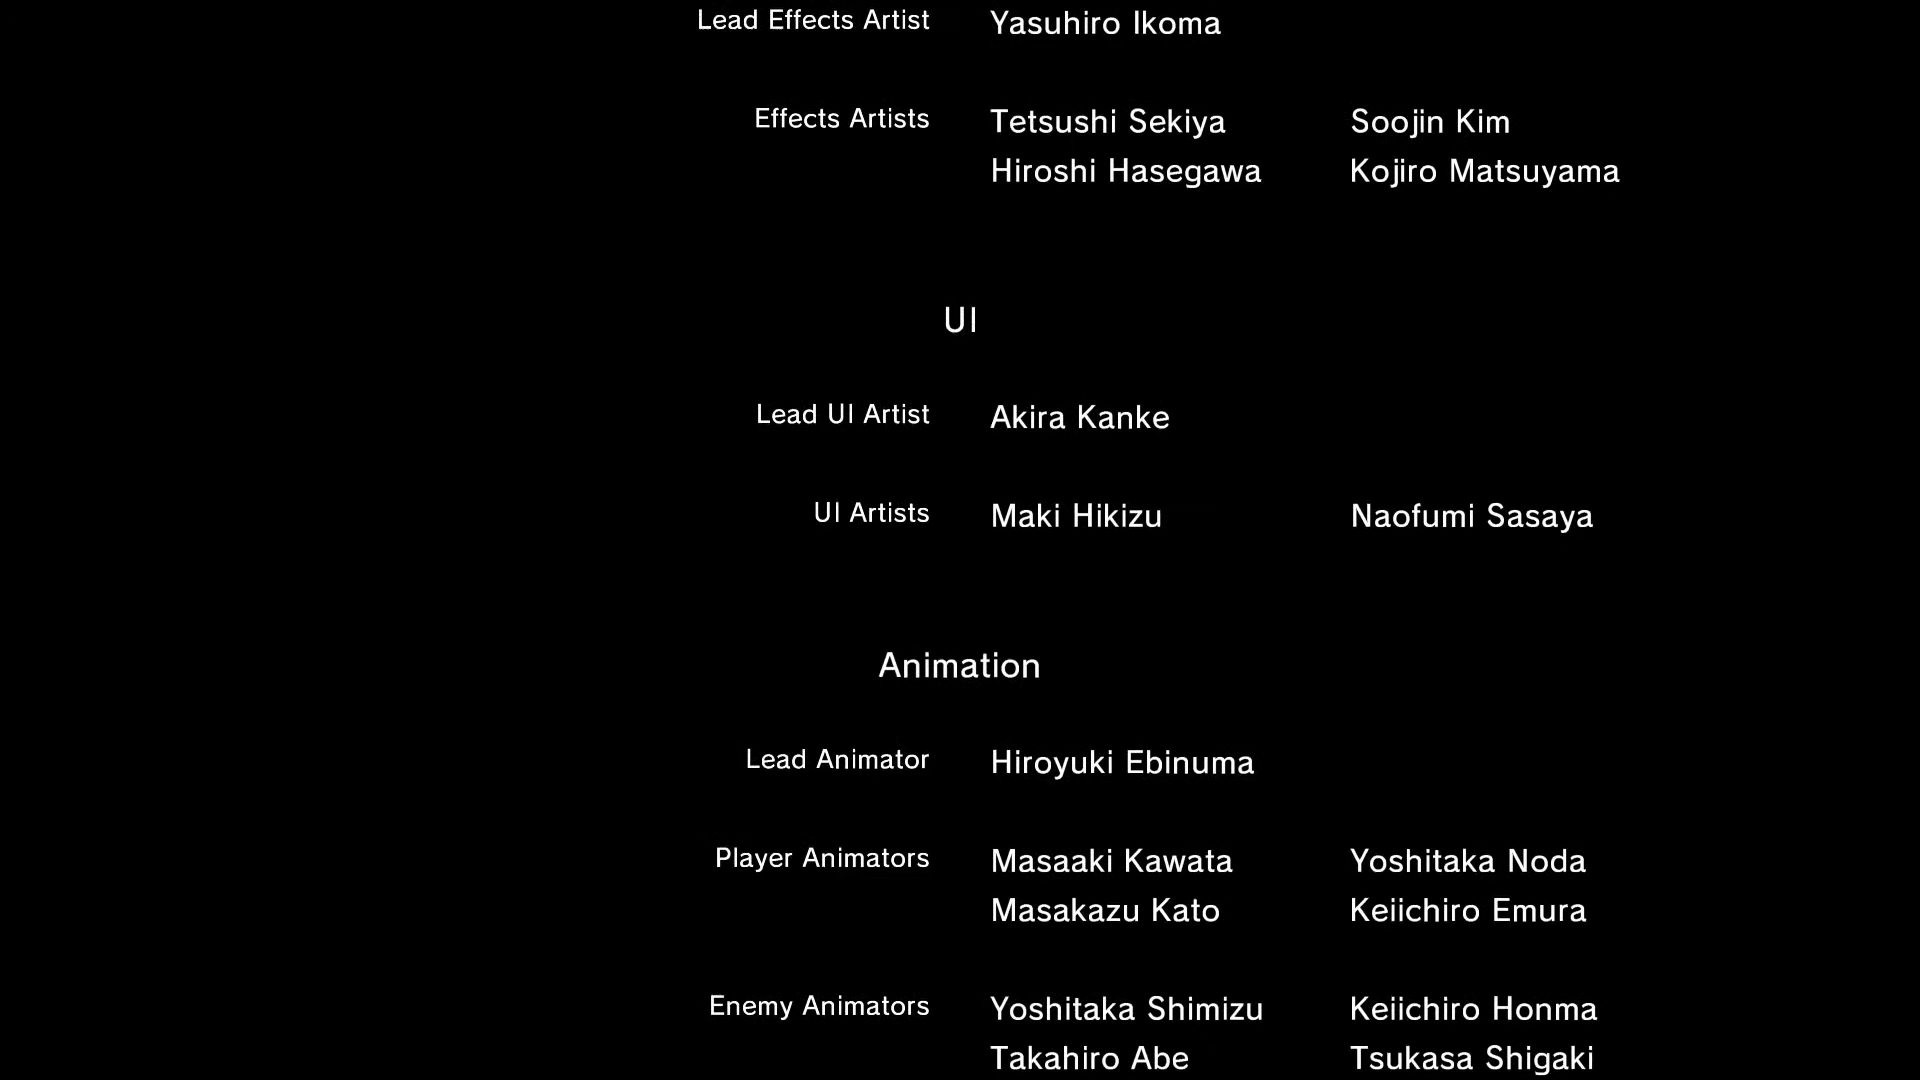 Lead Effects Artist Yasuhiro Ikoma
Effects Artists Tetsushi Sekiya Soojin Kim
Hiroshi Hasegawa Kojiro Matsuyama
UI
Lead UI Artist Akira Kanke
UI Artists Maki Hikizu Naofumi Sasaya
Animation
Lead Animator Hiroyuki Ebinuma
Player Animators Masaaki Kawata Yoshitaka Noda
Masakazu Kato Keiichiro Emura
Enemy Animators Yoshitaka Shimizu Keiichiro Honma
Takahiro Abe Tsukasa Shigaki